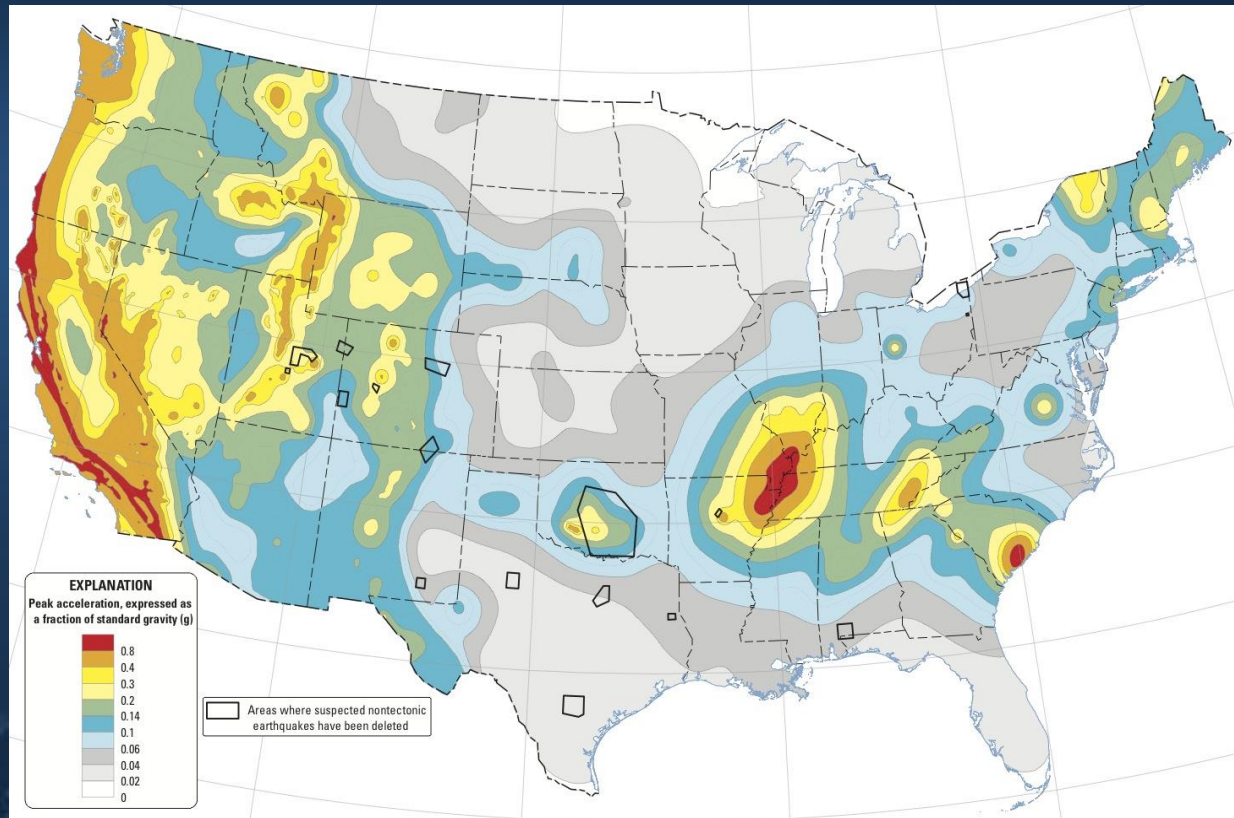 EXPLANATION
Peak acceleration, expressed as
a fraction of standard gravity (g)
0.8
0.4
0.3
0.2
0.14
0.1
0.06
0.04
0.02
0
Areas where suspected nontectonic
earthquakes have been deleted